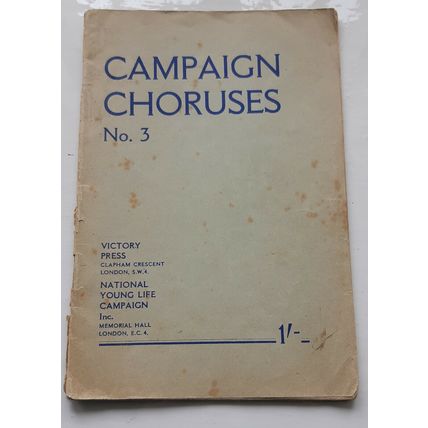 CAMPAIGN
CHORUSES
No. 3
VICTORY
PRESS
CLAPHAM CRESCENT
LONDON, S.W.4.
NATIONAL
YOUNG LIFE
CAMPAIGN
Inc.
MEMORIAL HALL
LONDON, E.C. 4.
1/-